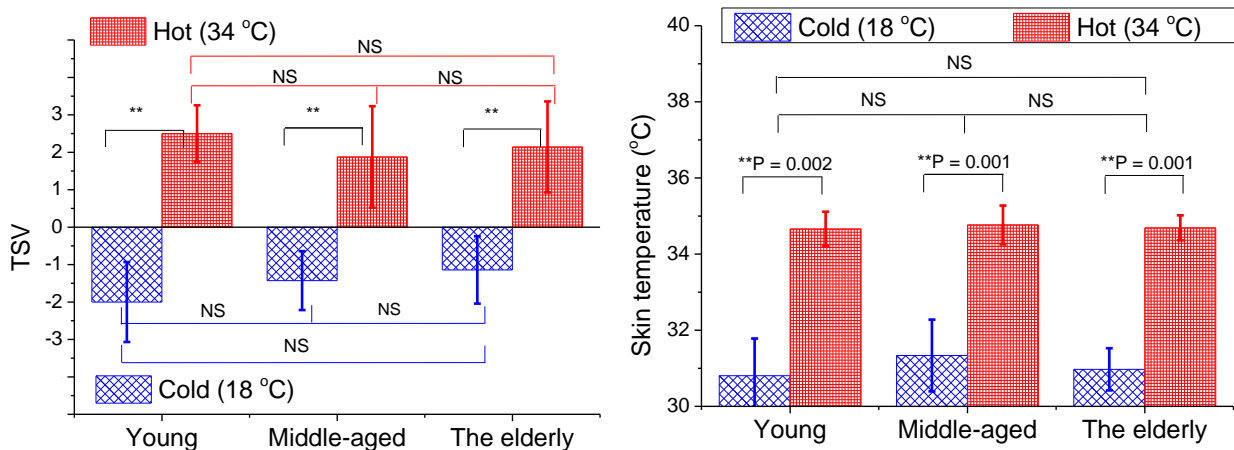 Hot (34 °C)
NS
NS
NS
**
**
**
3
2
1
0
-1
-2
-3
TSV
NS
NS
NS
Cold (18 °C)
Young
Middle-aged
The elderly
40
38
36
34
32
30
Skin temperature (°C)
Cold (18 °C)
Hot (34 °C)
NS
NS
NS
**P = 0.002
**P = 0.001
**P = 0.001
Young
Middle-aged
The elderly